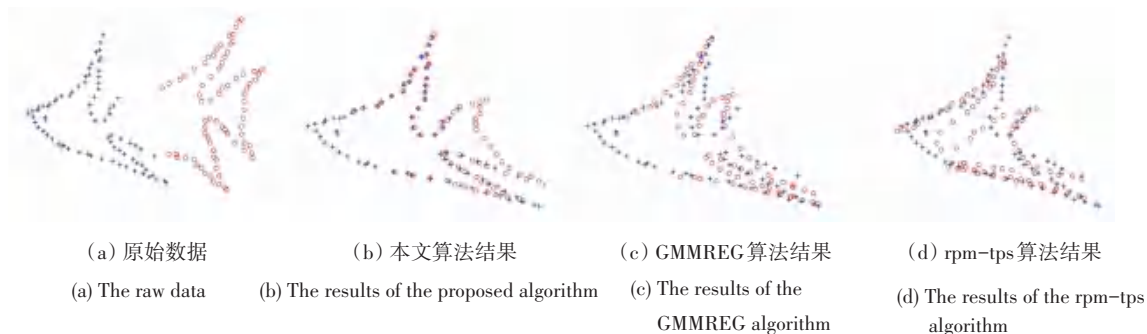 (a) 原始数据
(b) 本文算法结果
(c) GMMREG算法结果
(d) rpm-tps算法结果
(a) The raw data
(b) The results of the proposed algorithm
(c) The results of the
GMMREG algorithm
(d) The results of the rpm-tps
algorithm